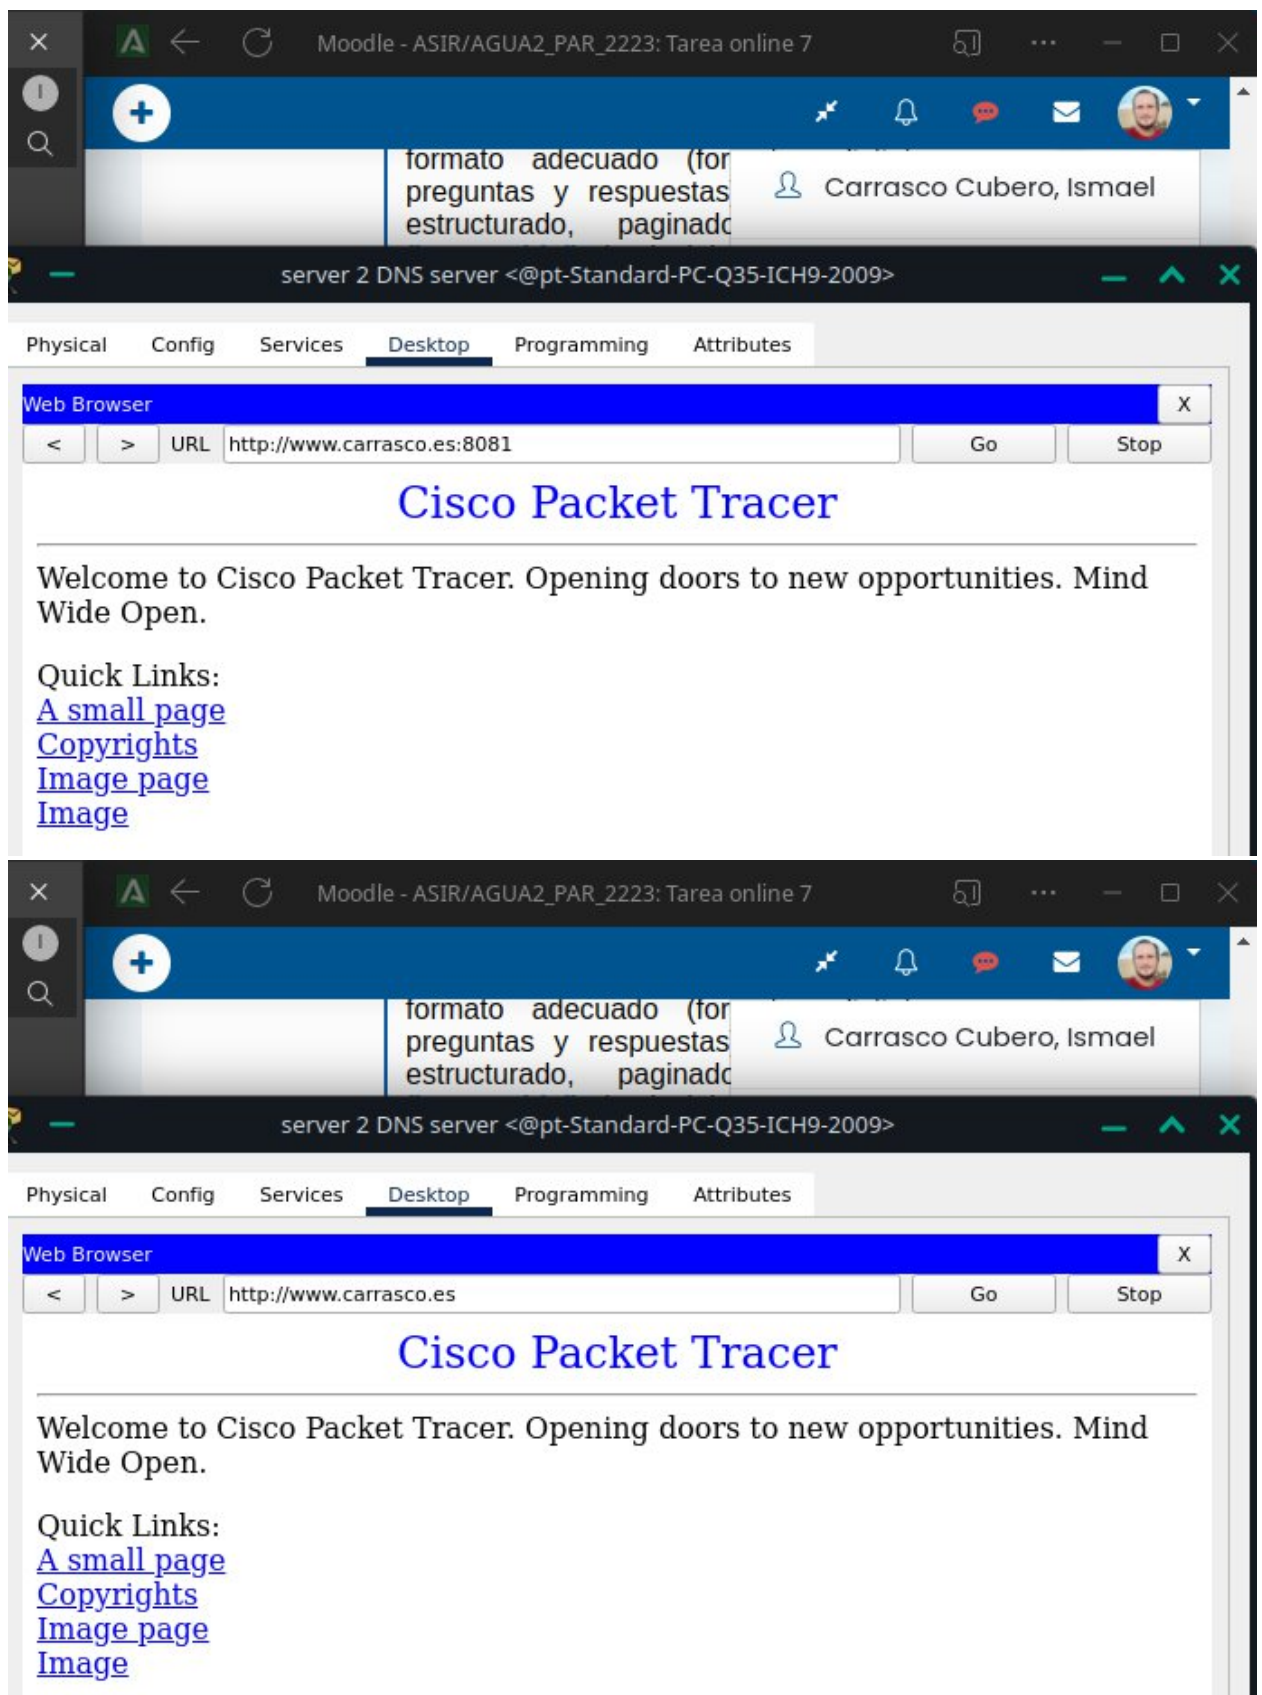 Moodle - ASIR/AGUA2_PAR_2223: Tarea online 7
formato adecuado (for
preguntas y respuestas
estructurado, paginado
Carrasco Cubero, Ismael
server 2 DNS server <@pt-Standard-PC-Q35-ICH9-2009>
Physical Config Services Desktop Programming Attributes
Web Browser X
< > URL http://www.carrasco.es:8081 Go Stop
Cisco Packet Tracer
Welcome to Cisco Packet Tracer. Opening doors to new opportunities. Mind
Wide Open.
Quick Links:
A small page
Copyrights
Image page
Image
Moodle - ASIR/AGUA2_PAR_2223: Tarea online 7
formato adecuado (for
preguntas y respuestas
estructurado, paginado
Carrasco Cubero, Ismael
server 2 DNS server <@pt-Standard-PC-Q35-ICH9-2009>
Physical Config Services Desktop Programming Attributes
Web Browser X
< > URL http://www.carrasco.es Go Stop
Cisco Packet Tracer
Welcome to Cisco Packet Tracer. Opening doors to new opportunities. Mind
Wide Open.
Quick Links:
A small page
Copyrights
Image page
Image